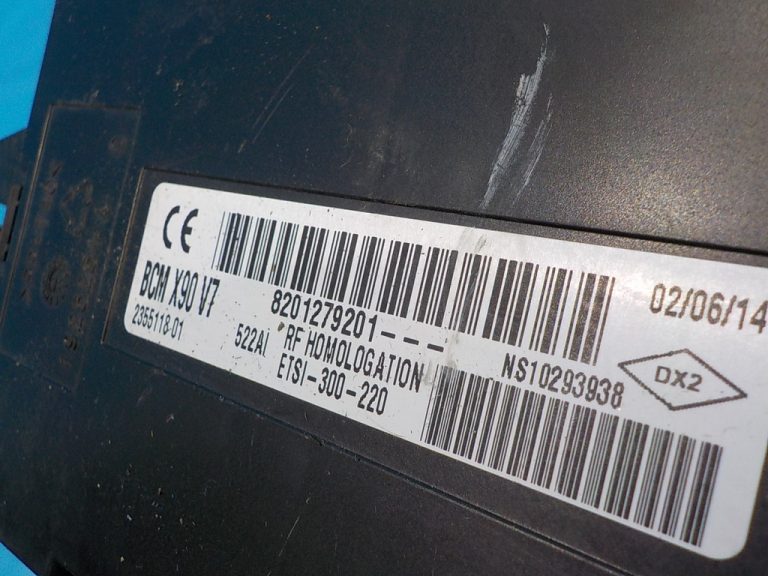 CE
02/06/14
BCM X90 V7
8201279201---
2355118-01
522AI
RF HOMOLOGATION
ETSI-300-220
NS10293938
DX2